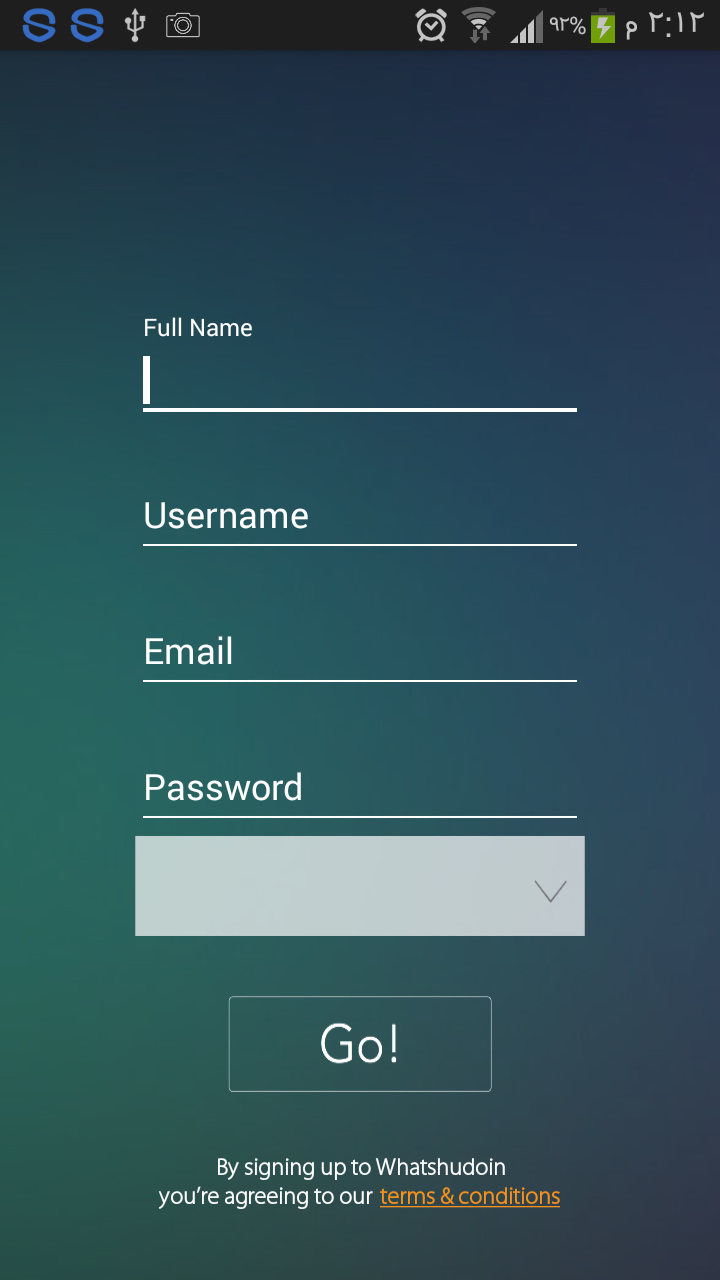 ٩٢% م ٢:١٢
Full Name
Username
Email
Password
Go!
By signing up to Whatshudoin
you're agreeing to our terms & conditions